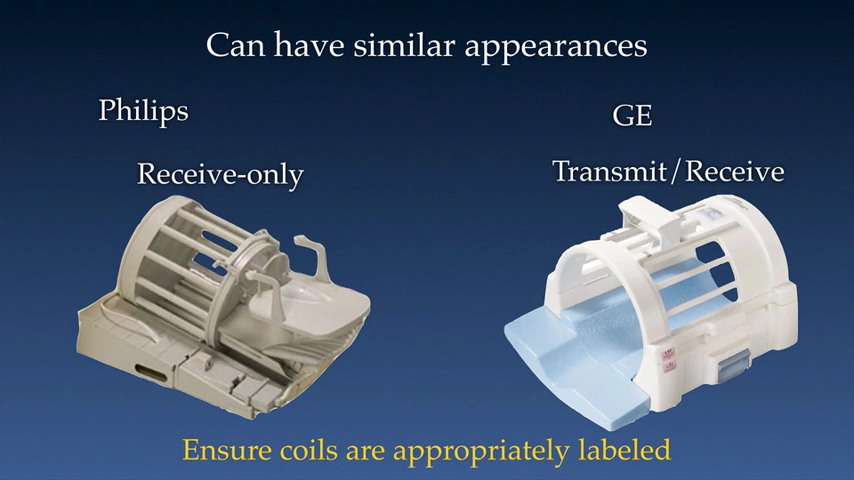 Can have similar appearances
Philips
GE
Receive-only
Transmit/Receive
Ensure coils are appropriately labeled